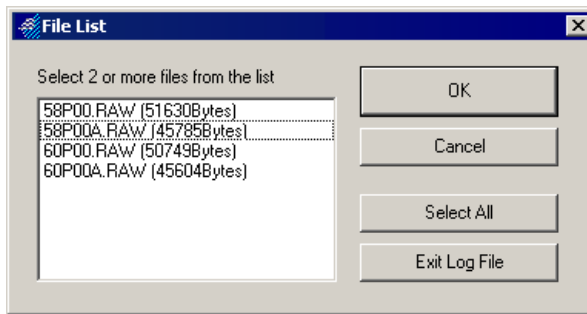 File List
Select 2 or more files from the list
58P00.RAW (51630Bytes)
58P00A.RAW (45785Bytes)
60P00.RAW (50749Bytes)
60P00A.RAW (45604Bytes)
OK
Cancel
Select All
Exit Log File